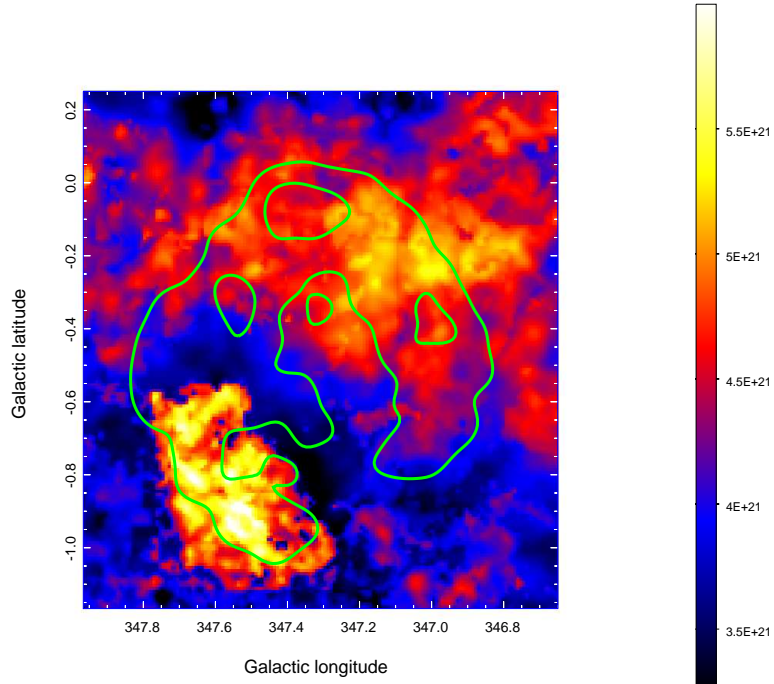 0.2
0.0
-0.2
-0.4
-0.6
-0.8
-1.0
Galactic latitude
347.8 347.6 347.4 347.2 347.0 346.8
Galactic longitude
5.5E+21
5E+21
4.5E+21
4E+21
3.5E+21